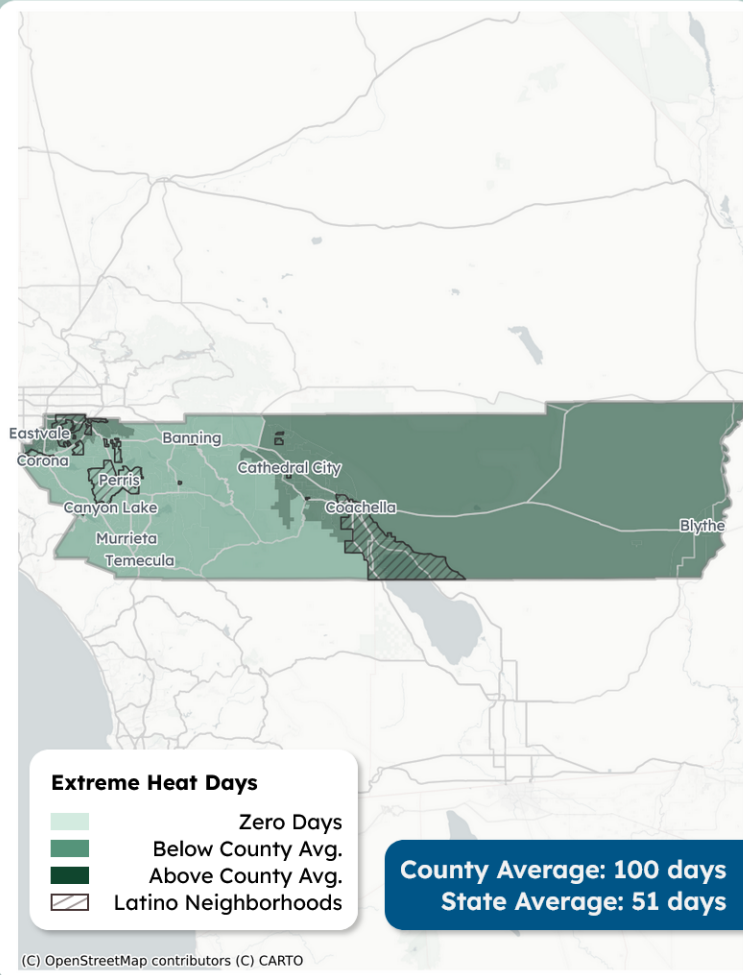 Eastvale
Banning
Corona
Cathedral City
Perris
Canyon Lake
Coachella
Blythe
Murrieta
Temecula
Extreme Heat Days
Zero Days
Below County Avg.
Above County Avg.
Latino Neighborhoods
County Average: 100 days
State Average: 51 days
(C) OpenStreetMap contributors (C) CARTO